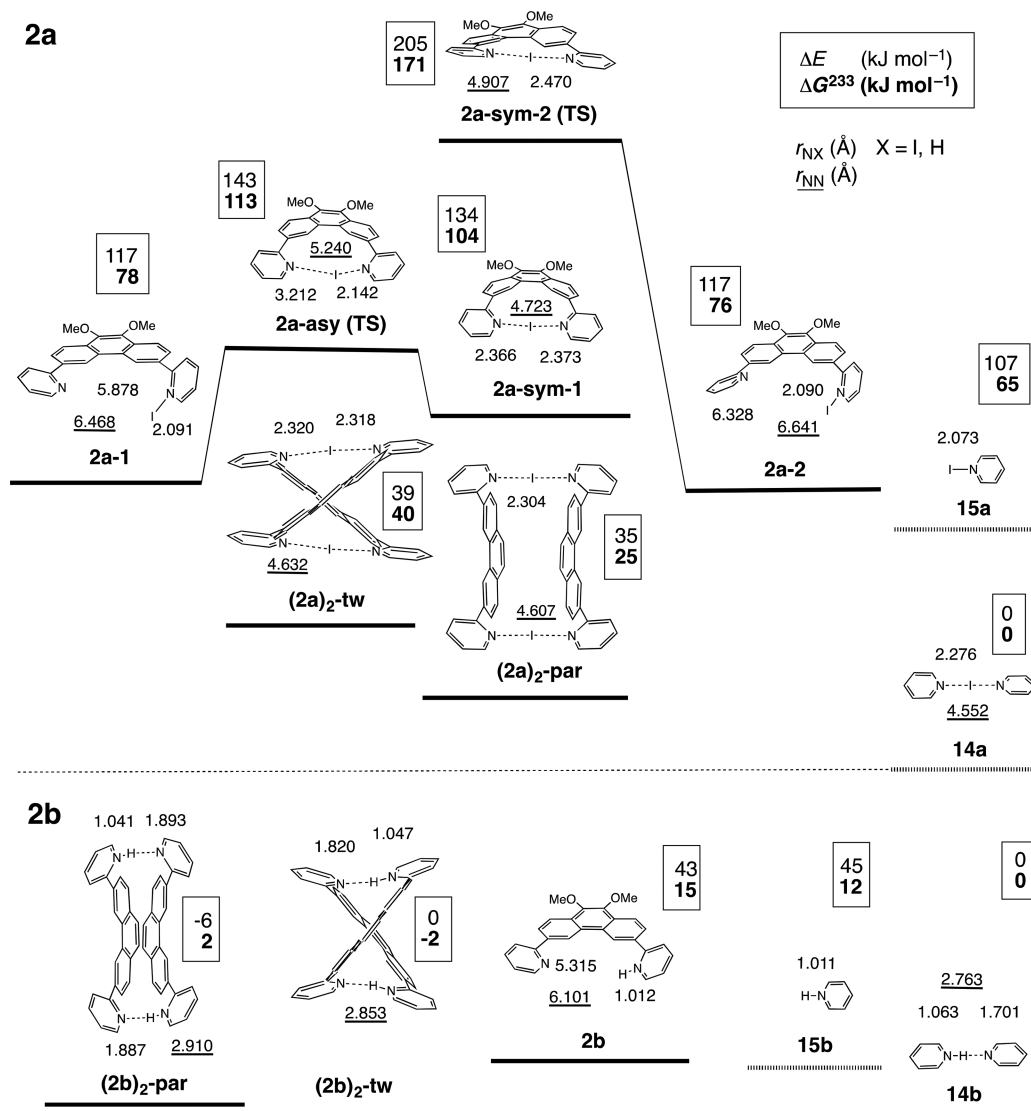 2a
205
171
MeO
OMe
N
I
N
4.907 2.470
2a-sym-2 (TS)
ΔE (kJ mol–1)
ΔG233 (kJ mol–1)
rNX (Å) X = I, H
rNN (Å)
143
113
MeO
OMe
5.240
N
I
N
3.212 2.142
2a-asy (TS)
134
104
MeO
OMe
4.723
N
I
N
2.366 2.373
2a-sym-1
117
78
MeO
OMe
5.878
N
N
I
6.468 2.091
2a-1
117
76
MeO
OMe
N
2.090
N
I
6.328
6.641
2a-2
107
65
2.073
I
N
15a
2.320 2.318
N
I
N
39
40
N
I
N
4.632
(2a)2-tw
N
I
N
2.304
35
25
4.607
N
I
N
(2a)2-par
0
0
2.276
N
I
N
4.552
14a
2b
1.041 1.893
N
H
N
-6
2
N
H
N
1.887 2.910
(2b)2-par
1.820 1.047
N
H
N
0
-2
N
H
N
2.853
(2b)2-tw
43
15
MeO
OMe
N
5.315
H
N
6.101 1.012
2b
45
12
1.011
H
N
15b
0
0
2.763
1.063 1.701
N
H
N
14b